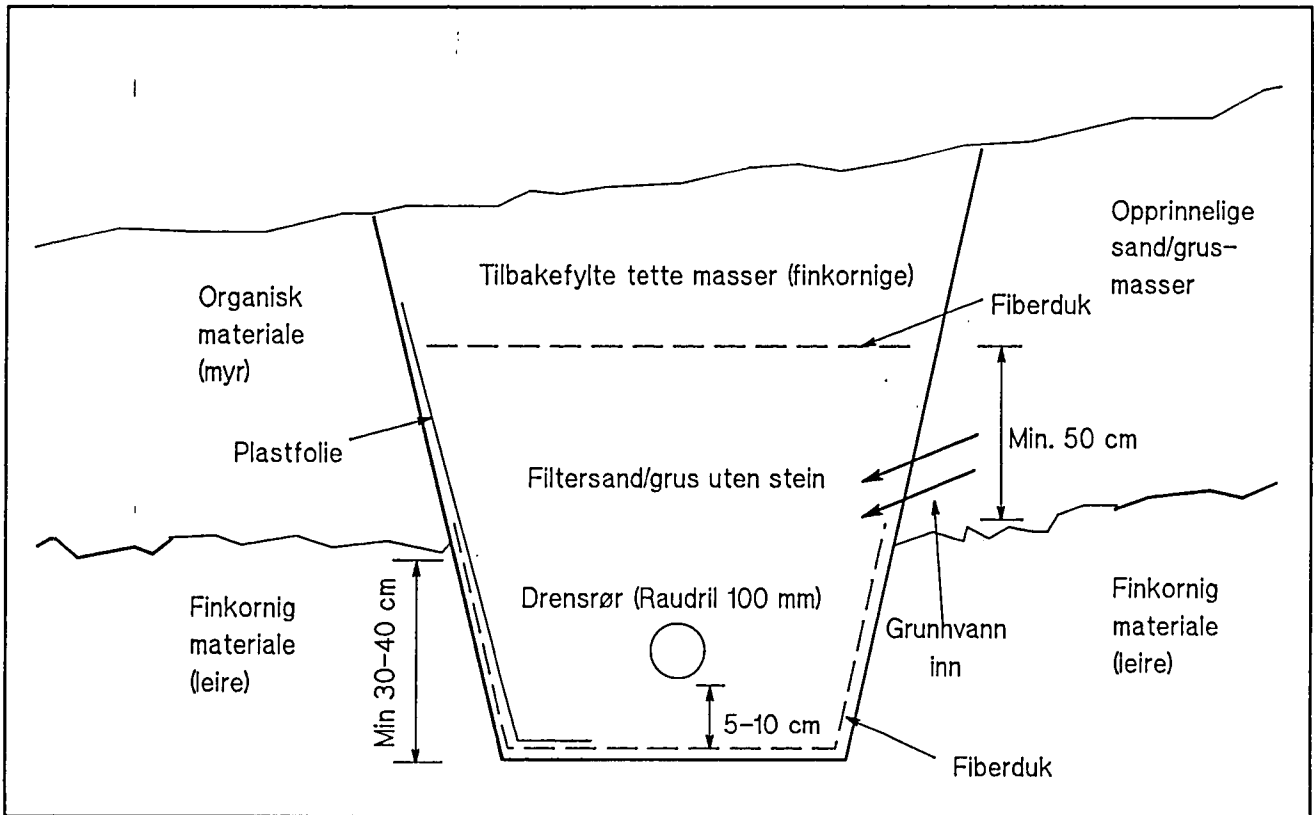 Opprinnelige
sand/grus-
masser
Tilbakefylte tette masser (finkornige)
Organisk
materiale
(myr)
Fiberduk
Plastfolie
Min. 50 cm
Filtersand/grus uten stein
Min 30-40 cm
Drensrør (Raudril 100 mm)
Finkornig
materiale
(leire)
Grunnvann
inn
Finkornig
materiale
(leire)
5-10 cm
Fiberduk